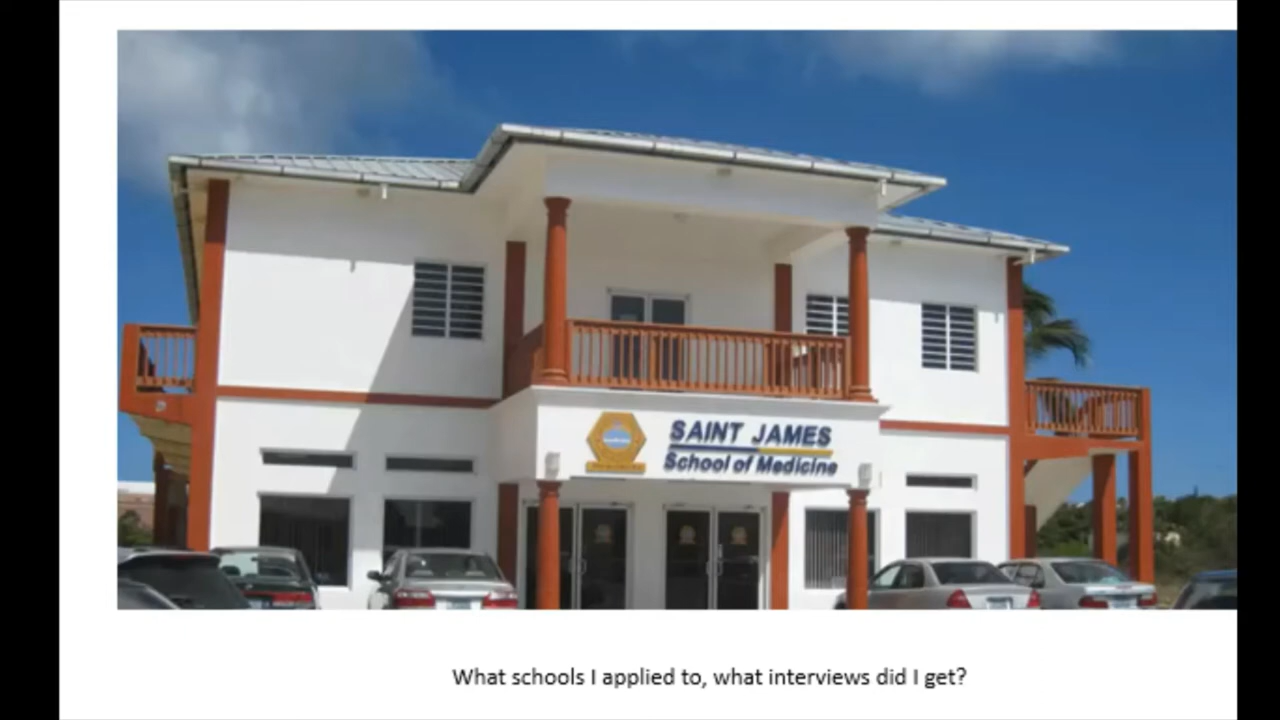 SAINT JAMES
School of Medicine
What schools I applied to, what interviews did I get?